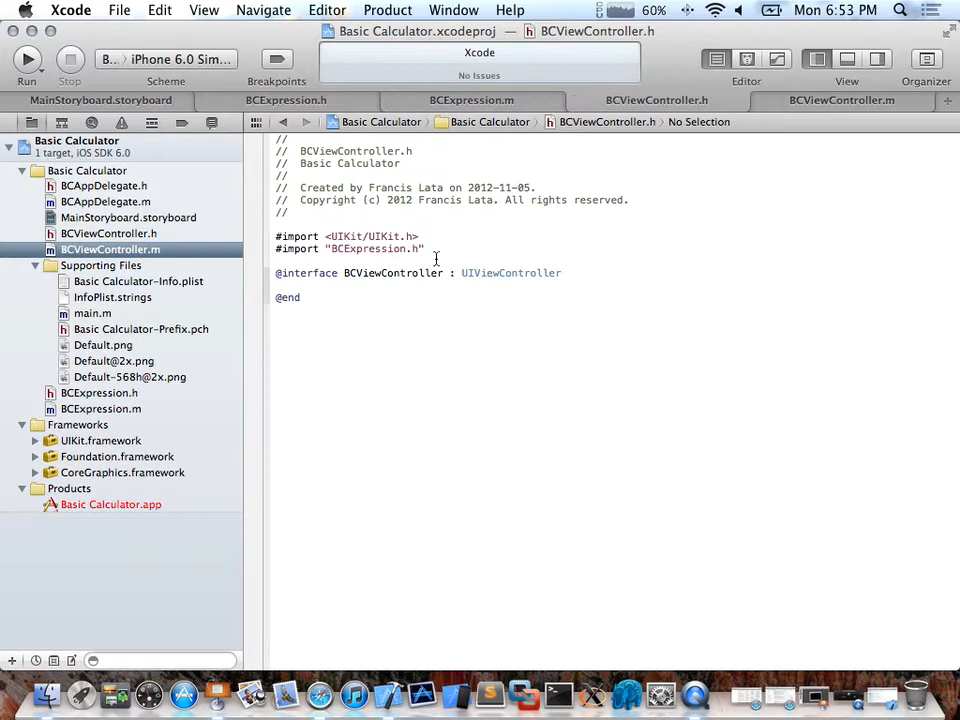 Xcode File Edit View Navigate Editor Product Window Help 60% Mon 6:53 PM
Basic Calculator.xcodeproj — BCViewController.h
Run Stop B... iPhone 6.0 Sim... Scheme Breakpoints Xcode No Issues Editor View Organizer
MainStoryboard.storyboard BCExpression.h BCExpression.m BCViewController.h BCViewController.m
Basic Calculator Basic Calculator BCViewController.h No Selection
Basic Calculator
1 target, iOS SDK 6.0
Basic Calculator
BCAppDelegate.h
BCAppDelegate.m
MainStoryboard.storyboard
BCViewController.h
BCViewController.m
Supporting Files
Basic Calculator-Info.plist
InfoPlist.strings
main.m
Basic Calculator-Prefix.pch
Default.png
Default@2x.png
Default-568h@2x.png
BCExpression.h
BCExpression.m
Frameworks
UIKit.framework
Foundation.framework
CoreGraphics.framework
Products
Basic Calculator.app
//
// BCViewController.h
// Basic Calculator
//
// Created by Francis Lata on 2012-11-05.
// Copyright (c) 2012 Francis Lata. All rights reserved.
//
#import <UIKit/UIKit.h>
#import "BCExpression.h"
@interface BCViewController : UIViewController
@end